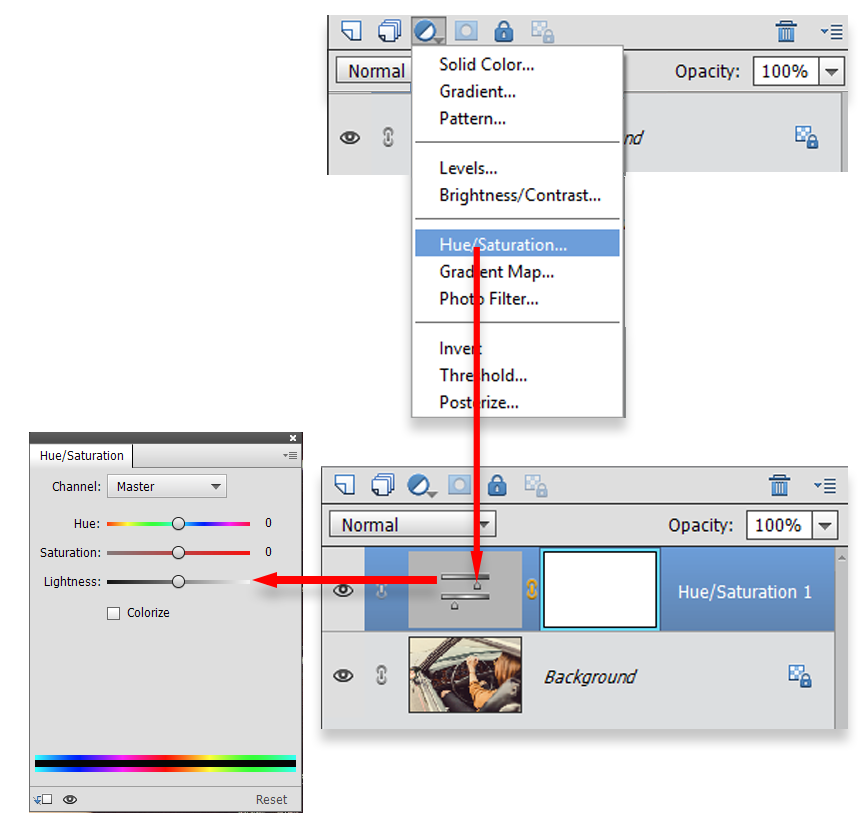 Solid Color...
Normal
Opacity: 100%
Gradient...
Pattern...
nd
Levels...
Brightness/Contrast...
Hue/Saturation...
Gradient Map...
Photo Filter...
Invert
Threshold...
Posterize...
Hue/Saturation
Channel: Master
Hue: 0
Saturation: 0
Lightness:
Colorize
Reset
Normal
Opacity: 100%
Hue/Saturation 1
Background